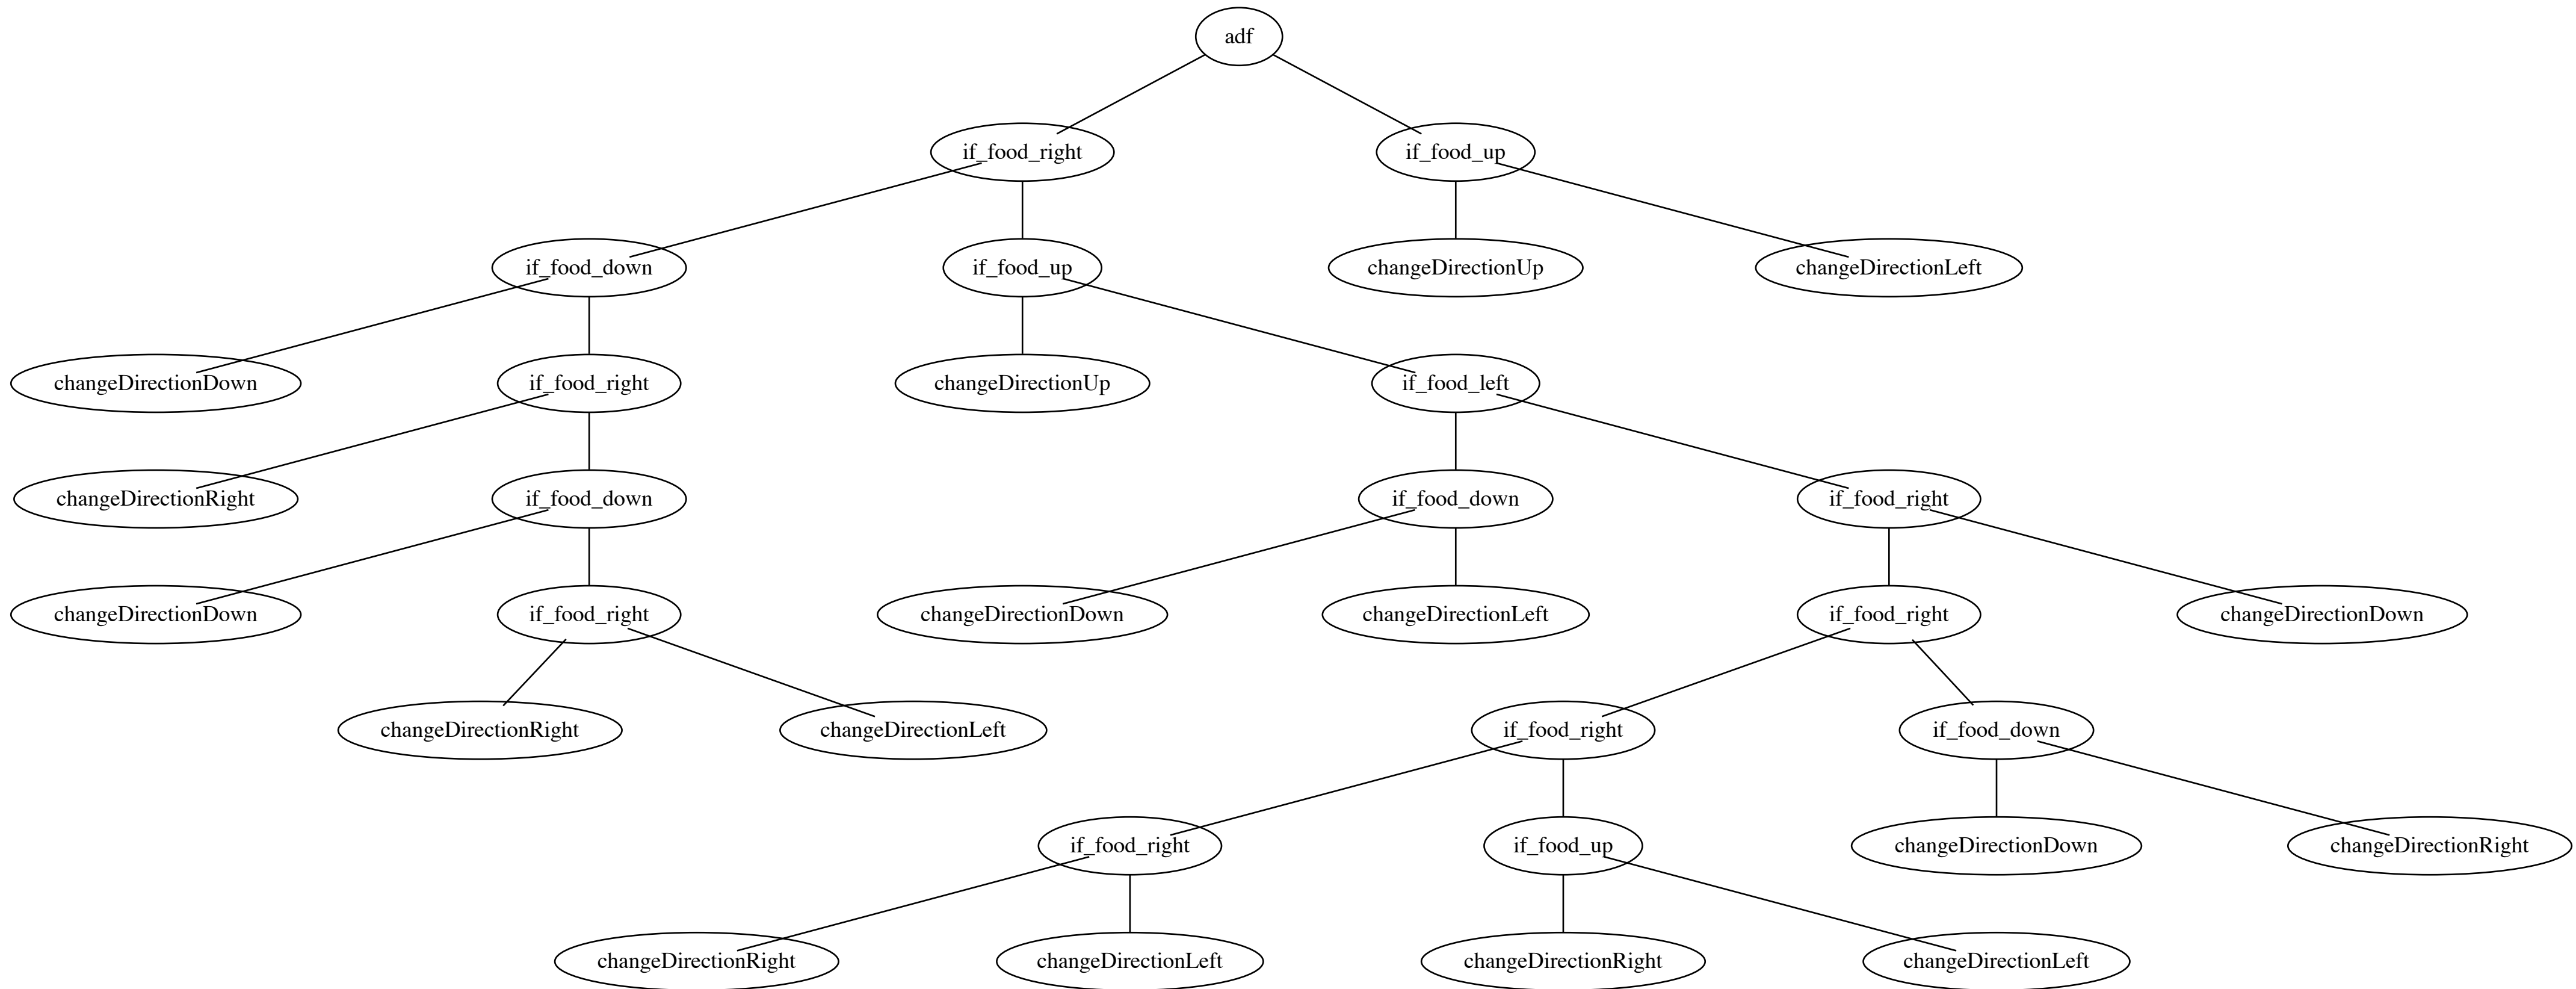 adf
if_food_right
if_food_up
if_food_down
if_food_up
changeDirectionUp
changeDirectionLeft
changeDirectionDown
if_food_right
changeDirectionUp
if_food_left
changeDirectionRight
if_food_down
if_food_down
if_food_right
changeDirectionDown
if_food_right
changeDirectionDown
changeDirectionLeft
if_food_right
changeDirectionDown
changeDirectionRight
changeDirectionLeft
if_food_right
if_food_down
if_food_right
if_food_up
changeDirectionDown
changeDirectionRight
changeDirectionRight
changeDirectionLeft
changeDirectionRight
changeDirectionLeft